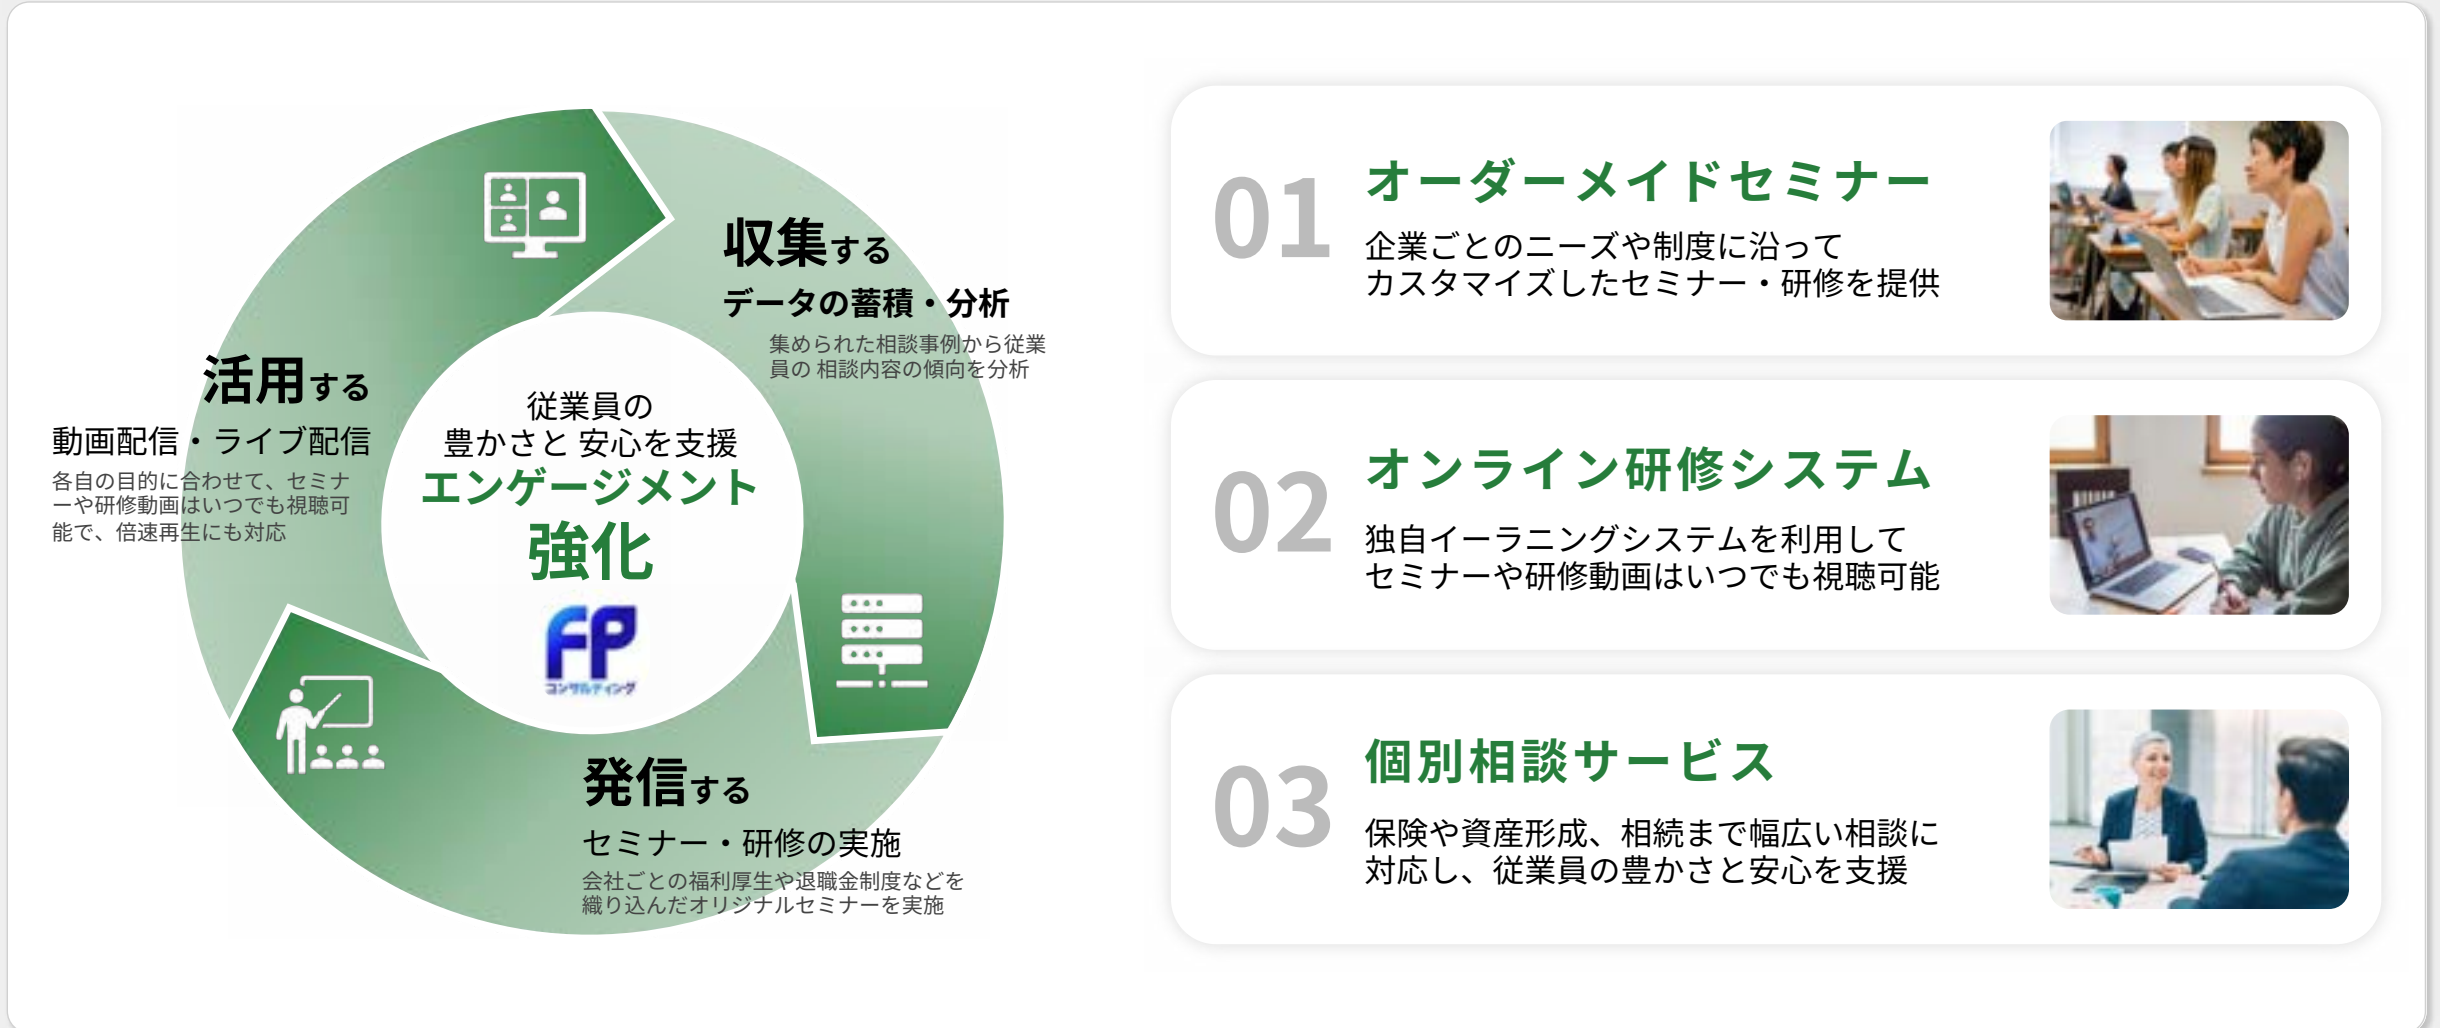 収集する
データの蓄積・分析
集められた相談事例から従業
員の 相談内容の傾向を分析
活用する
動画配信・ライブ配信
各自の目的に合わせて、セミナ
ーや研修動画はいつでも視聴可
能で、倍速再生にも対応
従業員の
豊かさと 安心を支援
エンゲージメント
強化
FP
コンサルティング
発信する
セミナー・研修の実施
会社ごとの福利厚生や退職金制度などを
織り込んだオリジナルセミナーを実施
01
オーダーメイドセミナー
企業ごとのニーズや制度に沿って
カスタマイズしたセミナー・研修を提供
02
オンライン研修システム
独自イーラニングシステムを利用して
セミナーや研修動画はいつでも視聴可能
03
個別相談サービス
保険や資産形成、相続まで幅広い相談に
対応し、従業員の豊かさと安心を支援